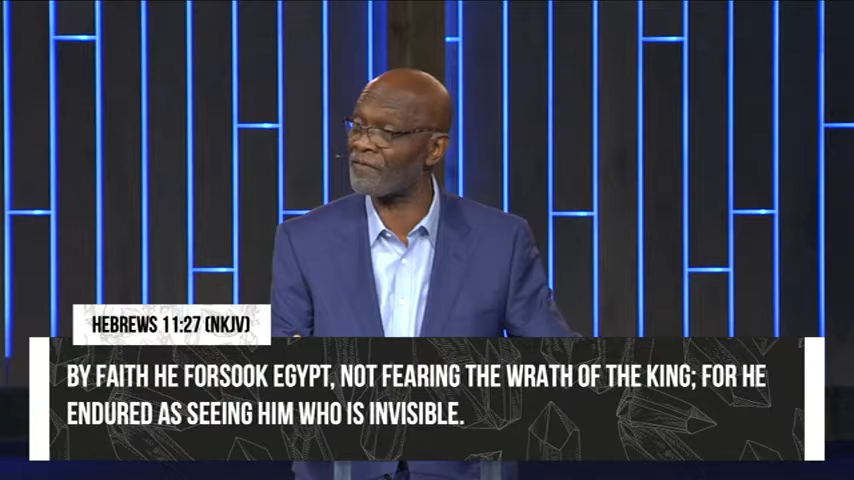 HEBREWS 11:27 (NKJV)
BY FAITH HE FORSOOK EGYPT, NOT FEARING THE WRATH OF THE KING; FOR HE
ENDURED AS SEEING HIM WHO IS INVISIBLE.